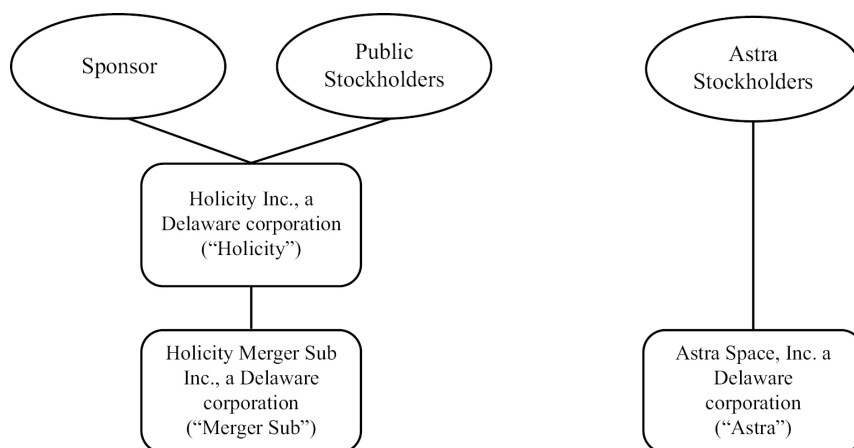 Sponsor
Public
Stockholders
Astra
Stockholders
Holicity Inc., a
Delaware corporation
(“Holicity”)
Holicity Merger Sub
Inc., a Delaware
corporation
(“Merger Sub”)
Astra Space, Inc. a
Delaware
corporation
(“Astra”)